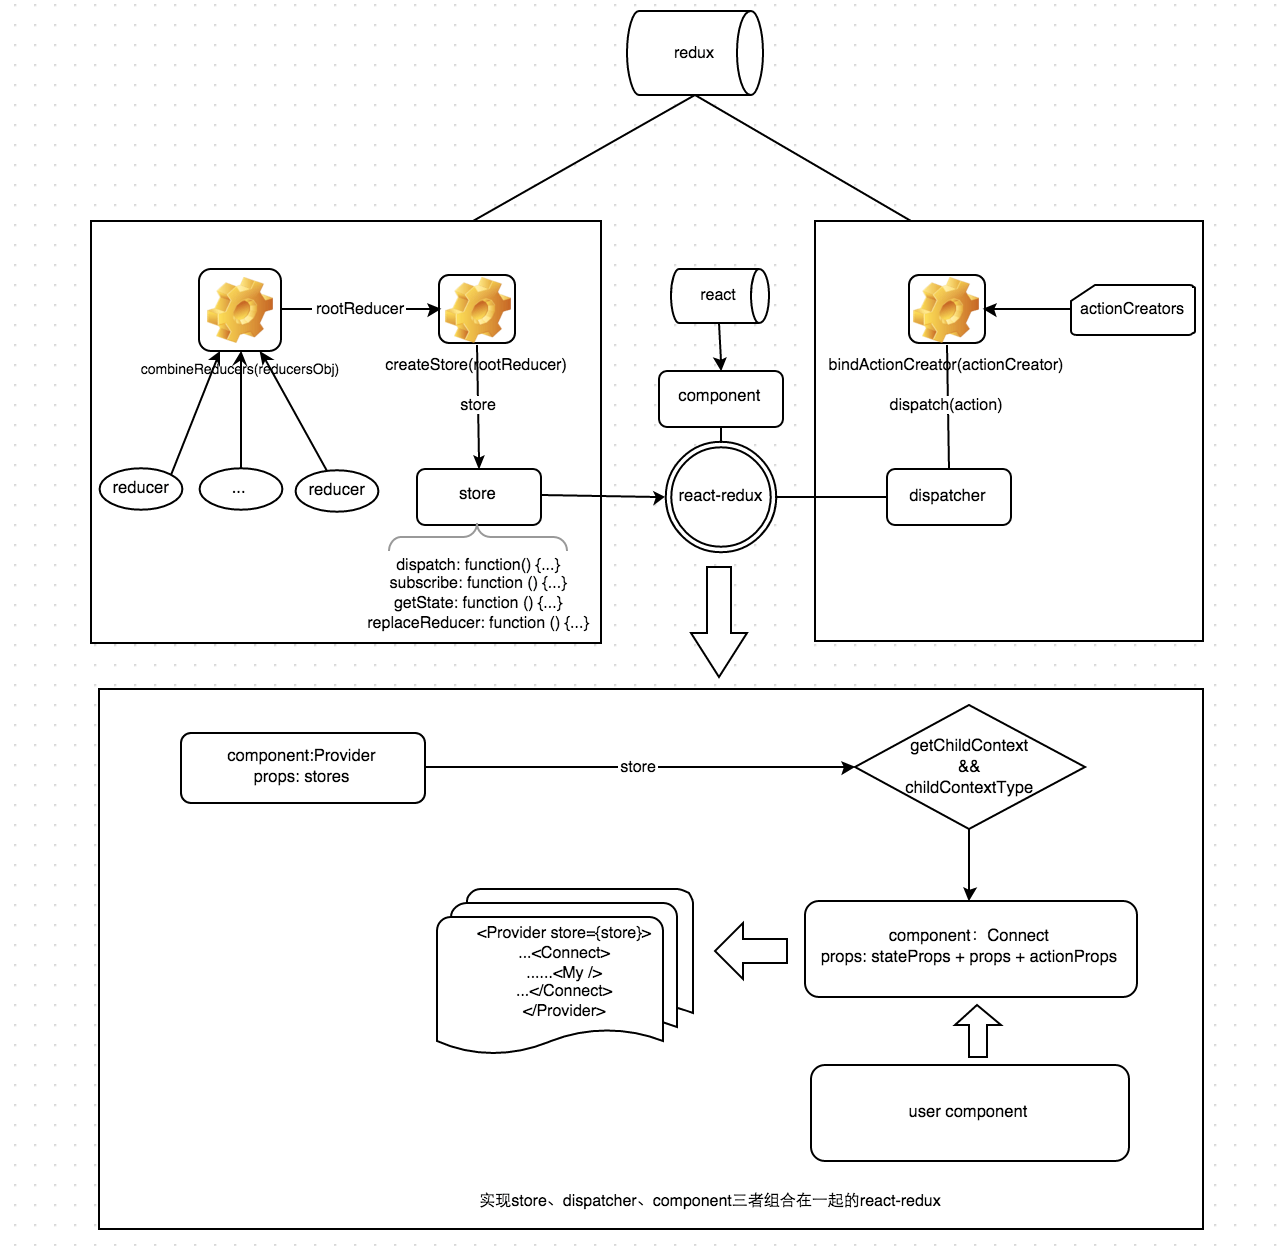 redux
rootReducer
combineReducers(reducersObj)
createStore(rootReducer)
store
reducer
...
reducer
store
dispatch: function() {...}
subscribe: function () {...}
getState: function () {...}
replaceReducer: function () {...}
react
component
react-redux
actionCreators
bindActionCreator(actionCreator)
dispatch(action)
dispatcher
component:Provider
props: stores
store
getChildContext
&&
childContextType
component：Connect
props: stateProps + props + actionProps
<Provider store={store}>
...<Connect>
......<My />
...</Connect>
</Provider>
user component
实现store、dispatcher、component三者组合在一起的react-redux